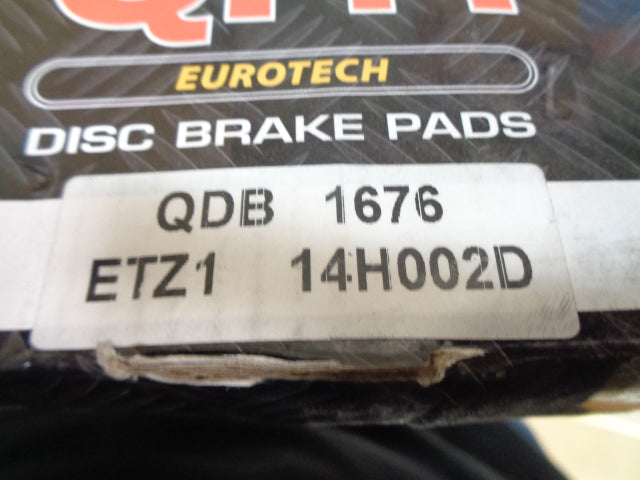 EUROTECH
DISC BRAKE PADS
QDB 1676
ETZ1 14H002D